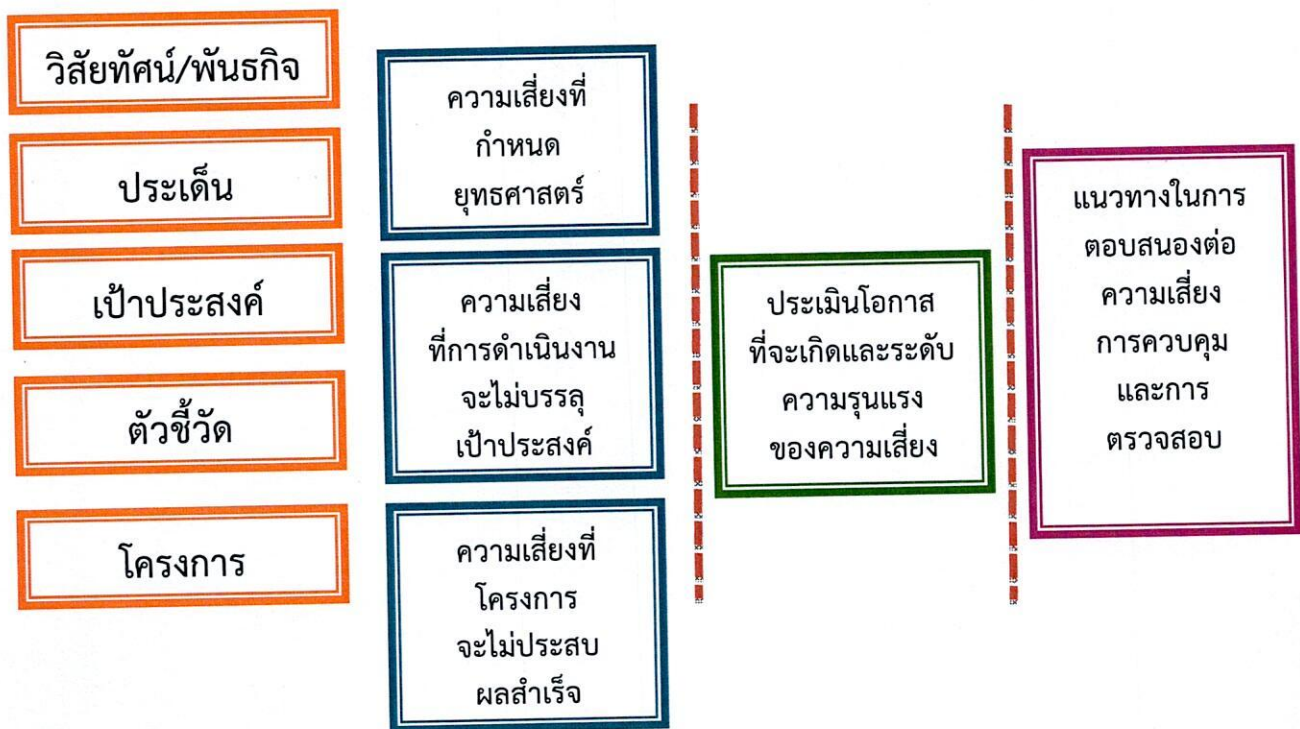 วิสัยทัศน์/พันธกิจ
ประเด็น
เป้าประสงค์
ตัวชี้วัด
โครงการ
ความเสี่ยงที่
กำหนด
ยุทธศาสตร์
ความเสี่ยง
ที่การดำเนินงาน
จะไม่บรรลุ
เป้าประสงค์
ความเสี่ยงที่
โครงการ
จะไม่ประสบ
ผลสำเร็จ
ประเมินโอกาส
ที่จะเกิดและระดับ
ความรุนแรง
ของความเสี่ยง
แนวทางในการ
ตอบสนองต่อ
ความเสี่ยง
การควบคุม
และการ
ตรวจสอบ